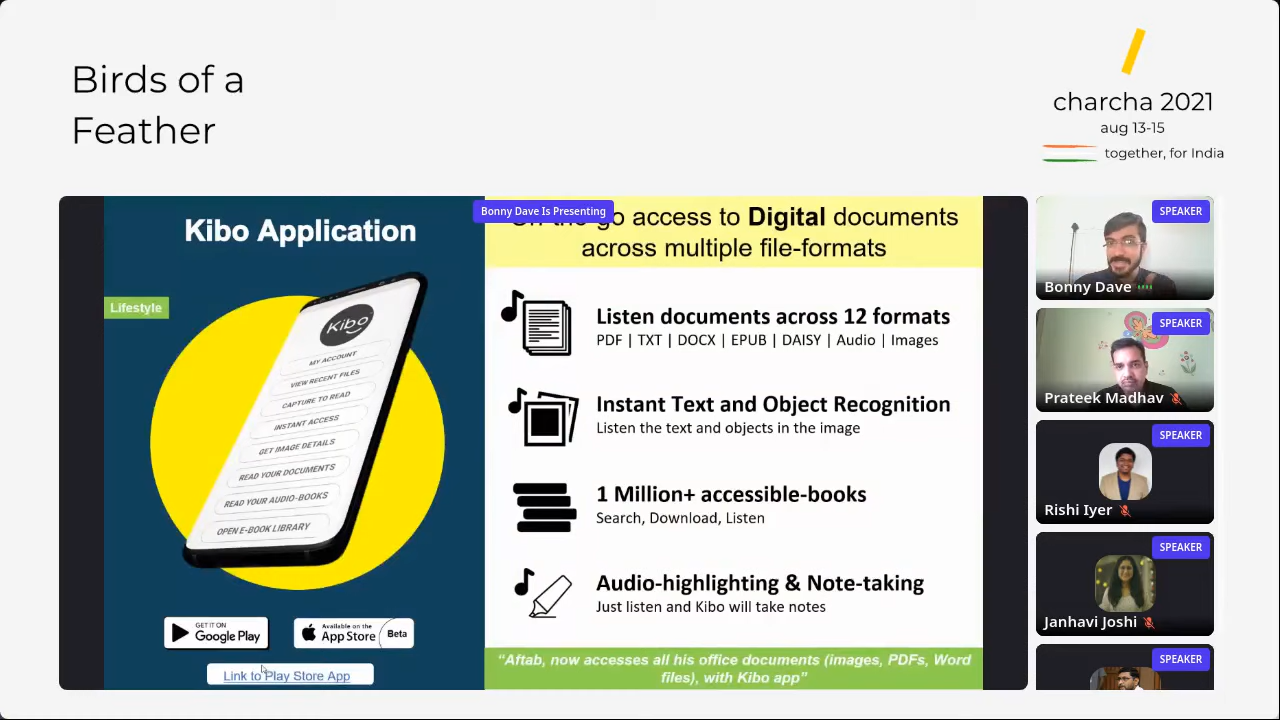 Birds of a
Feather
charcha 2021
aug 13-15
together, for India
Kibo Application
Lifestyle
Kibo
MY ACCOUNT
VIEW RECENT FILES
CAPTURE TO READ
INSTANT ACCESS
GET IMAGE DETAILS
READ YOUR DOCUMENTS
READ YOUR AUDIO-BOOKS
OPEN E-BOOK LIBRARY
GET IT ON
Google Play
Available on the
App Store
Beta
Link to Play Store App
Bonny Dave Is Presenting
go access to Digital documents
across multiple file-formats
Listen documents across 12 formats
PDF | TXT | DOCX | EPUB | DAISY | Audio | Images
Instant Text and Object Recognition
Listen the text and objects in the image
1 Million+ accessible-books
Search, Download, Listen
Audio-highlighting & Note-taking
Just listen and Kibo will take notes
“Aftab, now accesses all his office documents (images, PDFs, Word
files), with Kibo app”
SPEAKER
Bonny Dave
SPEAKER
Prateek Madhav
SPEAKER
Rishi Iyer
SPEAKER
Janhavi Joshi
SPEAKER